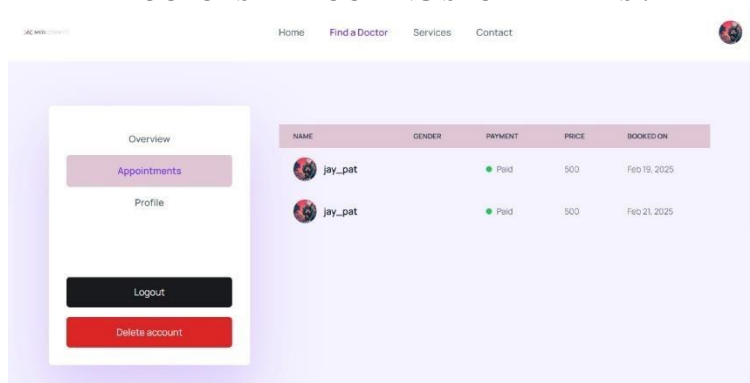 Home Find a Doctor Services Contact
Overview
Appointments
Profile
Logout
Delete account
NAME GENDER PAYMENT PRICE BOOKED ON
jay_pat Paid 500 Feb 19, 2025
jay_pat Paid 500 Feb 21, 2025